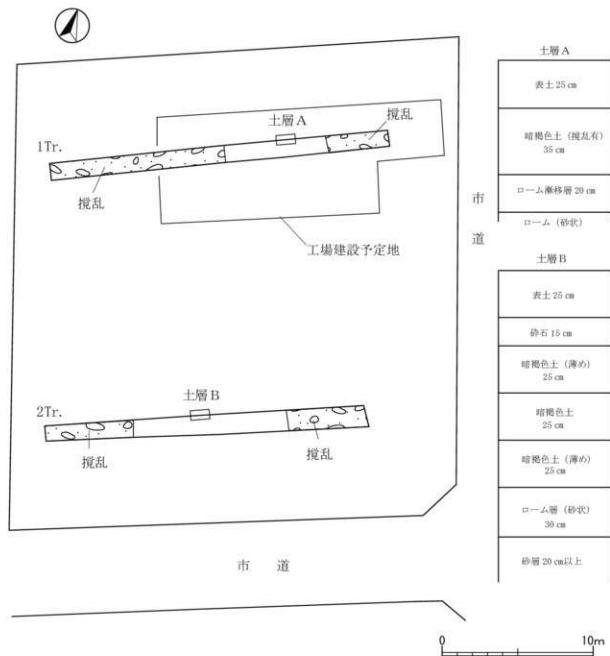 土層A
攪乱
1Tr.
攪乱
工場建設予定地
土層B
2Tr.
攪乱
攪乱
市道
市道
土層A
表土 25 ㎝
暗褐色土（攪乱有）
35 ㎝
ローム漸移層 20 ㎝
ローム（砂状）
土層B
表土 25 ㎝
砕石 15 ㎝
暗褐色土（薄め）
25 ㎝
暗褐色土
25 ㎝
暗褐色土（薄め）
25 ㎝
ローム層（砂状）
30 ㎝
砂層 20 ㎝以上
0 10m